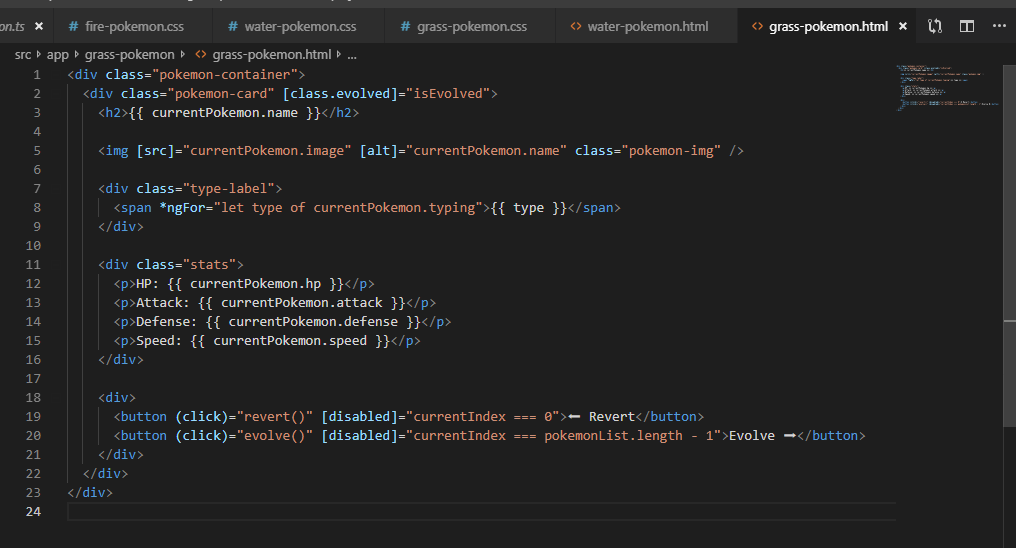 on.ts ×
# fire-pokemon.css
# water-pokemon.css
# grass-pokemon.css
<> water-pokemon.html
<> grass-pokemon.html ×
src › app › grass-pokemon › <> grass-pokemon.html › ...
1 <div class="pokemon-container">
2 <div class="pokemon-card" [class.evolved]="isEvolved">
3 <h2>{{ currentPokemon.name }}</h2>
4
5 <img [src]="currentPokemon.image" [alt]="currentPokemon.name" class="pokemon-img" />
6
7 <div class="type-label">
8 <span *ngFor="let type of currentPokemon.typing">{{ type }}</span>
9 </div>
10
11 <div class="stats">
12 <p>HP: {{ currentPokemon.hp }}</p>
13 <p>Attack: {{ currentPokemon.attack }}</p>
14 <p>Defense: {{ currentPokemon.defense }}</p>
15 <p>Speed: {{ currentPokemon.speed }}</p>
16 </div>
17
18 <div>
19 <button (click)="revert()" [disabled]="currentIndex === 0">⬅ Revert</button>
20 <button (click)="evolve()" [disabled]="currentIndex === pokemonList.length - 1">Evolve ➡</button>
21 </div>
22 </div>
23 </div>
24